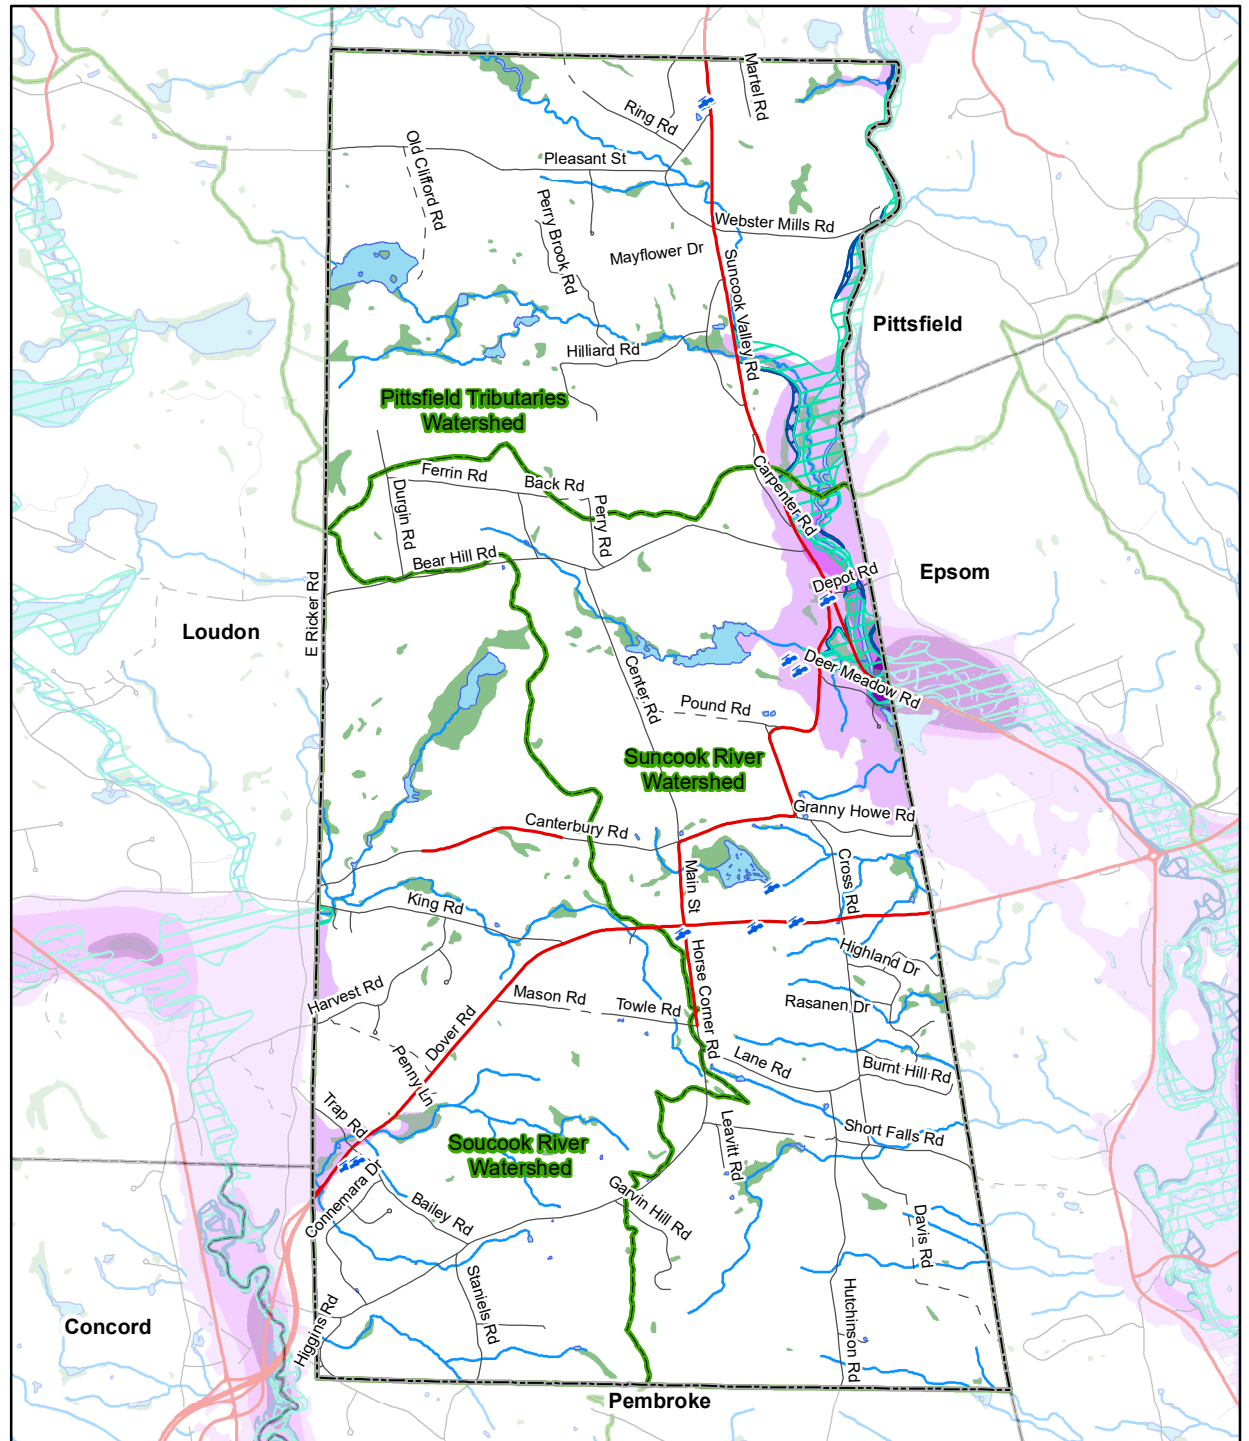 Martel Rd
Ring Rd
Old Clifford Rd
Pleasant St
Perry Brook Rd
Webster Mills Rd
Mayflower Dr
Suncook Valley Rd
Pittsfield
Hilliard Rd
Pittsfield Tributaries
Watershed
Ferrin Rd
Back Rd
Carpenter Rd
Durgin Rd
Perry Rd
Bear Hill Rd
Depot Rd
Epsom
E Ricker Rd
Loudon
Center Rd
Deer Meadow Rd
Pound Rd
Suncook River
Watershed
Granny Howe Rd
Canterbury Rd
Main St
Cross Rd
King Rd
Horse Corner Rd
Highland Dr
Harvest Rd
Mason Rd
Towle Rd
Rasanen Dr
Dover Rd
Penny Ln
Lane Rd
Burnt Hill Rd
Trap Rd
Leavitt Rd
Short Falls Rd
Soucook River
Watershed
Connemara Dr
Bailey Rd
Garvin Hill Rd
Davis Rd
Staniels Rd
Hutchinson Rd
Higgins Rd
Concord
Pembroke